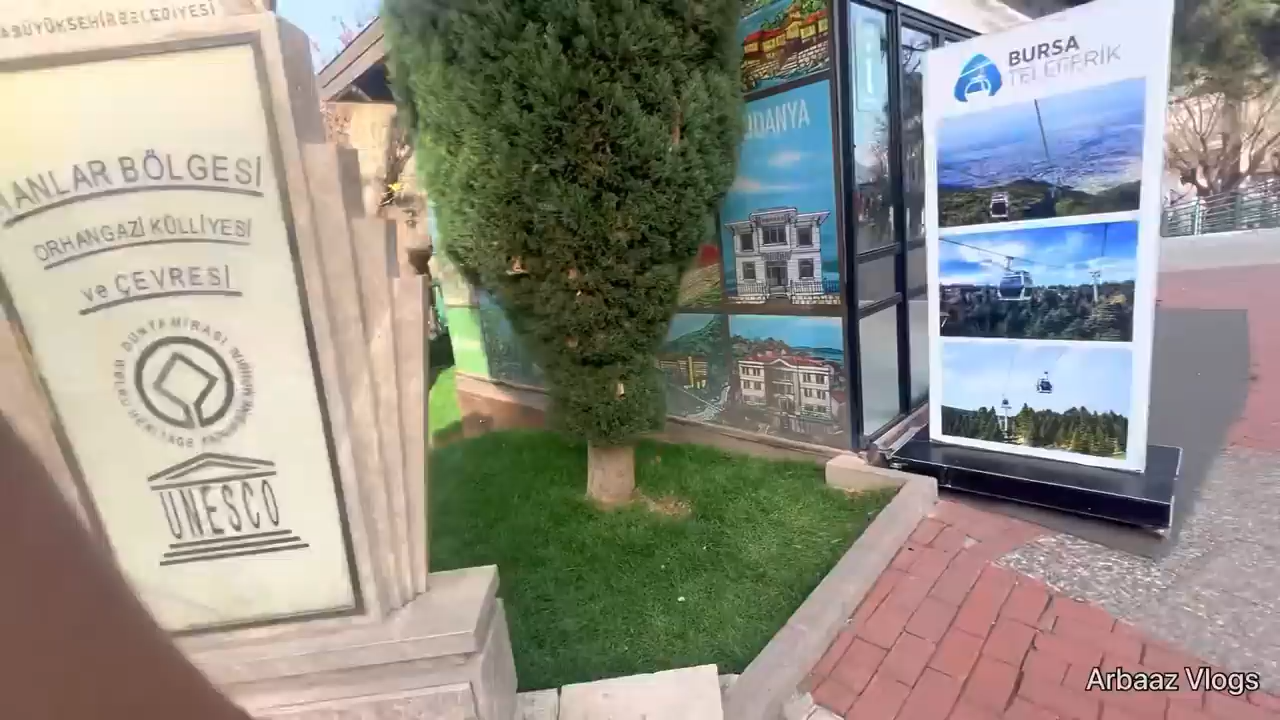 BÜYÜKŞEHİR BELEDİYESİ
HANLAR BÖLGESİ
ORHANGAZİ KÜLLİYESİ
ve ÇEVRESİ
DÜNYA MİRASI
WORLD HERITAGE
UNESCO
UDANYA
BURSA
TELEFERİK
Arbaaz Vlogs